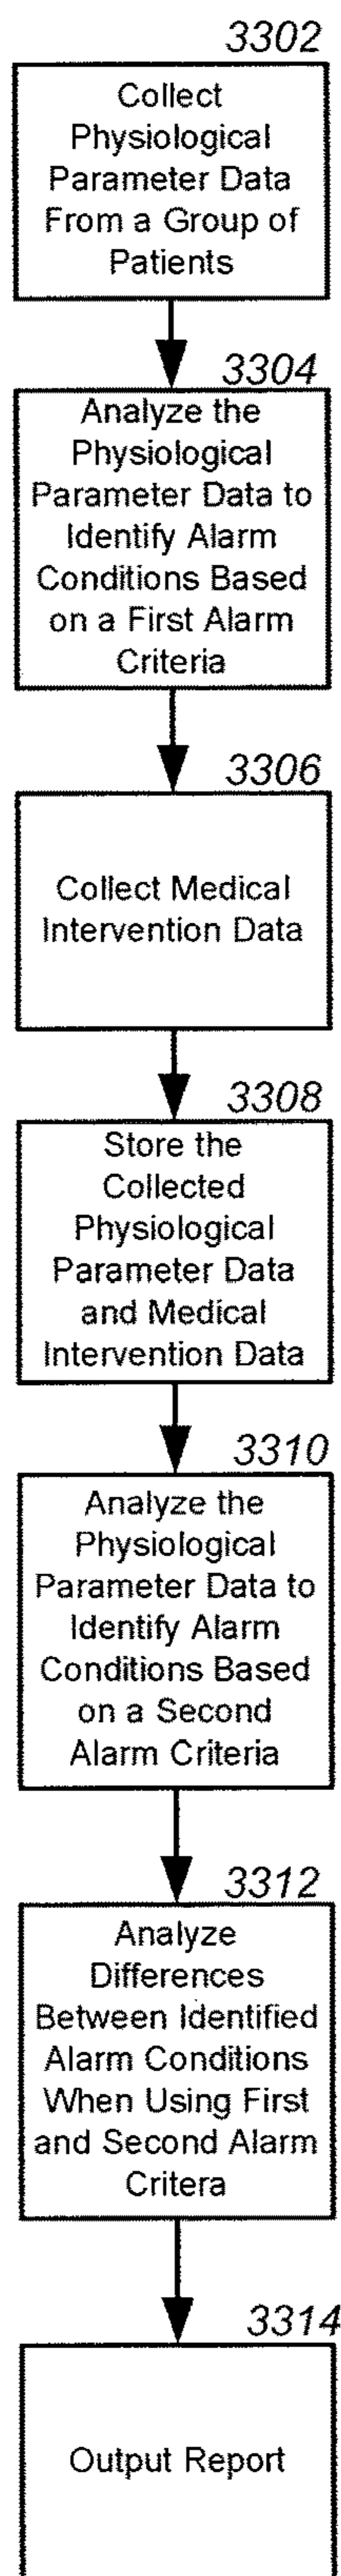 3302
Collect
Physiological
Parameter Data
From a Group of
Patients
3304
Analyze the
Physiological
Parameter Data to
Identify Alarm
Conditions Based
on a First Alarm
Criteria
3306
Collect Medical
Intervention Data
3308
Store the
Collected
Physiological
Parameter Data
and Medical
Intervention Data
3310
Analyze the
Physiological
Parameter Data to
Identify Alarm
Conditions Based
on a Second
Alarm Criteria
3312
Analyze
Differences
Between Identified
Alarm Conditions
When Using First
and Second Alarm
Critera
3314
Output Report